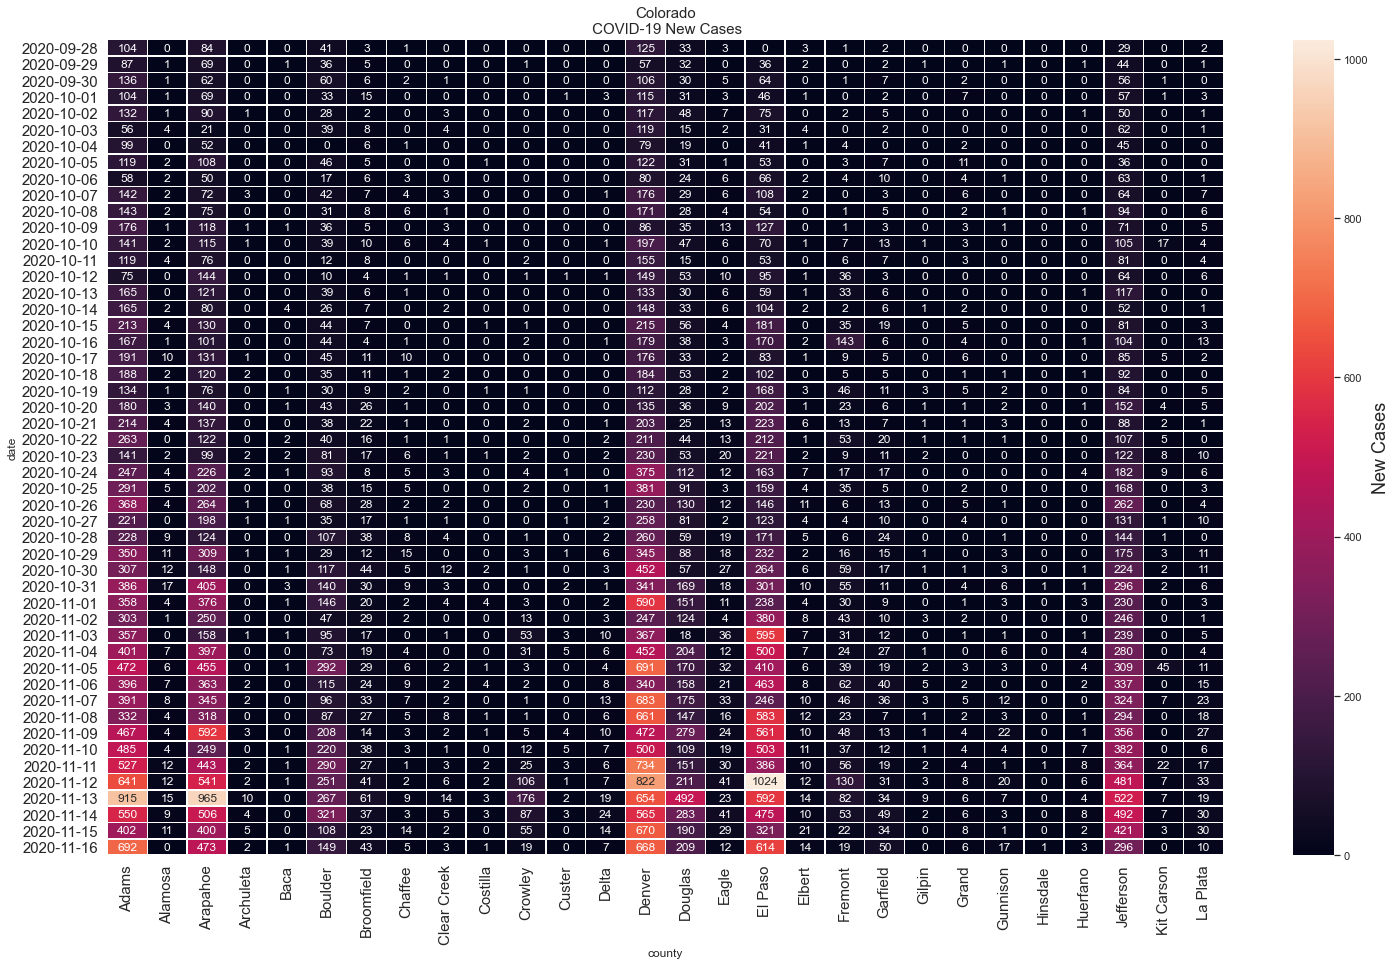 Colorado
COVID-19 New Cases
2020-09-28 104 0 84 0 0 41 3 1 0 0 0 0 0 125 33 3 0 3 1 2 0 0 0 0 0 29 0 2
2020-09-29 87 1 69 0 1 36 5 0 0 0 1 0 0 57 32 0 36 2 0 2 1 0 1 0 1 44 0 1
2020-09-30 136 1 62 0 0 60 6 2 1 0 0 0 0 106 30 5 64 0 1 7 0 2 0 0 0 56 1 0
2020-10-01 104 1 69 0 0 33 15 0 0 0 0 1 3 115 31 3 46 1 0 2 0 7 0 0 0 57 1 3
2020-10-02 132 1 90 1 0 28 2 0 3 0 0 0 0 117 48 7 75 0 2 5 0 0 0 0 1 50 0 1
2020-10-03 56 4 21 0 0 39 8 0 4 0 0 0 0 119 15 2 31 4 0 2 0 0 0 0 0 62 0 1
2020-10-04 99 0 52 0 0 0 6 1 0 0 0 0 0 79 19 0 41 1 4 0 0 2 0 0 0 45 0 0
2020-10-05 119 2 108 0 0 46 5 0 0 1 0 0 0 122 31 1 53 0 3 7 0 11 0 0 0 36 0 0
2020-10-06 58 2 50 0 0 17 6 3 0 0 0 0 0 80 24 6 66 2 4 10 0 4 1 0 0 63 0 1
2020-10-07 142 2 72 3 0 42 7 4 3 0 0 0 1 176 29 6 108 2 0 3 0 6 0 0 0 64 0 7
2020-10-08 143 2 75 0 0 31 8 6 1 0 0 0 0 171 28 4 54 0 1 5 0 2 1 0 1 94 0 6
2020-10-09 176 1 118 1 1 36 5 0 3 0 0 0 0 86 35 13 127 0 1 3 0 3 1 0 0 71 0 5
2020-10-10 141 2 115 1 0 39 10 6 4 1 0 0 1 197 47 6 70 1 7 13 1 3 0 0 0 105 17 4
2020-10-11 119 4 76 0 0 12 8 0 0 0 2 0 0 155 15 0 53 0 6 7 0 3 0 0 0 81 0 4
2020-10-12 75 0 144 0 0 10 4 1 1 0 1 1 1 149 53 10 95 1 36 3 0 0 0 0 0 64 0 6
2020-10-13 165 0 121 0 0 39 6 1 0 0 0 0 0 133 30 6 59 1 33 6 0 0 0 0 1 117 0 0
2020-10-14 165 2 80 0 4 26 7 0 2 0 0 0 0 148 33 6 104 2 2 6 1 2 0 0 0 52 0 1
2020-10-15 213 4 130 0 0 44 7 0 0 1 1 0 0 215 56 4 181 0 35 19 0 5 0 0 0 81 0 3
2020-10-16 167 1 101 0 0 44 4 1 0 0 2 0 1 179 38 3 170 2 143 6 0 4 0 0 1 104 0 13
2020-10-17 191 10 131 1 0 45 11 10 0 0 0 0 0 176 33 2 83 1 9 5 0 6 0 0 0 85 5 2
2020-10-18 188 2 120 2 0 35 11 1 2 0 0 0 0 184 53 2 102 0 5 5 0 1 1 0 1 92 0 0
2020-10-19 134 1 76 0 1 30 9 2 0 1 1 0 0 112 28 2 168 3 46 11 3 5 2 0 0 84 0 5
2020-10-20 180 3 140 0 1 43 26 1 0 0 0 0 0 135 36 9 202 1 23 6 1 1 2 0 1 152 4 5
2020-10-21 214 4 137 0 0 38 22 1 0 0 2 0 1 203 25 13 223 6 13 7 1 1 3 0 0 88 2 1
2020-10-22 263 0 122 0 2 40 16 1 1 0 0 0 2 211 44 13 212 1 53 20 1 1 1 0 0 107 5 0
2020-10-23 141 2 99 2 2 81 17 6 1 1 2 0 2 230 53 20 221 2 9 11 2 0 0 0 0 122 8 10
2020-10-24 247 4 226 2 1 93 8 5 3 0 4 1 0 375 112 12 163 7 17 17 0 0 0 0 4 182 9 6
2020-10-25 291 5 202 0 0 38 15 5 0 0 2 0 1 381 91 3 159 4 35 5 0 2 0 0 0 168 0 3
2020-10-26 368 4 264 1 0 68 28 2 2 0 0 0 1 230 130 12 146 11 6 13 0 5 1 0 0 262 0 4
2020-10-27 221 0 198 1 1 35 17 1 1 0 0 1 2 258 81 2 123 4 4 10 0 4 0 0 0 131 1 10
2020-10-28 228 9 124 0 0 107 38 8 4 0 1 0 2 260 59 19 171 5 6 24 0 0 1 0 0 144 1 0
2020-10-29 350 11 309 1 1 29 12 15 0 0 3 1 6 345 88 18 232 2 16 15 1 0 3 0 0 175 3 11
2020-10-30 307 12 148 0 1 117 44 5 12 2 1 0 3 452 57 27 264 6 59 17 1 1 3 0 1 224 2 11
2020-10-31 386 17 405 0 3 140 30 9 3 0 0 2 1 341 169 18 301 10 55 11 0 4 6 1 1 296 2 6
2020-11-01 358 4 376 0 1 146 20 2 4 4 3 0 2 590 151 11 238 4 30 9 0 1 3 0 3 230 0 3
2020-11-02 303 1 250 0 0 47 29 2 0 0 13 0 3 247 124 4 380 8 43 10 3 2 0 0 0 246 0 1
2020-11-03 357 0 158 1 1 95 17 0 1 0 53 3 10 367 18 36 595 7 31 12 0 1 1 0 1 239 0 5
2020-11-04 401 7 397 0 0 73 19 4 0 0 31 5 6 452 204 12 500 7 24 27 1 0 6 0 4 280 0 4
2020-11-05 472 6 455 0 1 292 29 6 2 1 3 0 4 691 170 32 410 6 39 19 2 3 3 0 4 309 45 11
2020-11-06 396 7 363 2 0 115 24 9 2 4 2 0 8 340 158 21 463 8 62 40 5 2 0 0 2 337 0 15
2020-11-07 391 8 345 2 0 96 33 7 2 0 1 0 13 683 175 33 246 10 46 36 3 5 12 0 0 324 7 23
2020-11-08 332 4 318 0 0 87 27 5 8 1 1 0 6 661 147 16 583 12 23 7 1 2 3 0 1 294 0 18
2020-11-09 467 4 592 3 0 208 14 3 2 1 5 4 10 472 279 24 561 10 48 13 1 4 22 0 1 356 0 27
2020-11-10 485 4 249 0 1 220 38 3 1 0 12 5 7 500 109 19 503 11 37 12 1 4 4 0 7 382 0 6
2020-11-11 527 12 443 2 1 290 27 1 3 2 25 3 6 734 151 30 386 10 56 19 2 4 1 1 8 364 22 17
2020-11-12 641 12 541 2 1 251 41 2 6 2 106 1 7 822 211 41 1024 12 130 31 3 8 20 0 6 481 7 33
2020-11-13 915 15 965 10 0 267 61 9 14 3 176 2 19 654 492 23 592 14 82 34 9 6 7 0 4 522 7 19
2020-11-14 550 9 506 4 0 321 37 3 5 3 87 3 24 565 283 41 475 10 53 49 2 6 3 0 8 492 7 30
2020-11-15 402 11 400 5 0 108 23 14 2 0 55 0 14 670 190 29 321 21 22 34 0 8 1 0 2 421 3 30
2020-11-16 692 0 473 2 1 149 43 5 3 1 19 0 7 668 209 12 614 14 19 50 0 6 17 1 3 296 0 10
date
Adams Alamosa Arapahoe Archuleta Baca Boulder Broomfield Chaffee Clear Creek Costilla Crowley Custer Delta Denver Douglas Eagle El Paso Elbert Fremont Garfield Gilpin Grand Gunnison Hinsdale Huerfano Jefferson Kit Carson La Plata
county
1000
800
600
400
200
0
New Cases